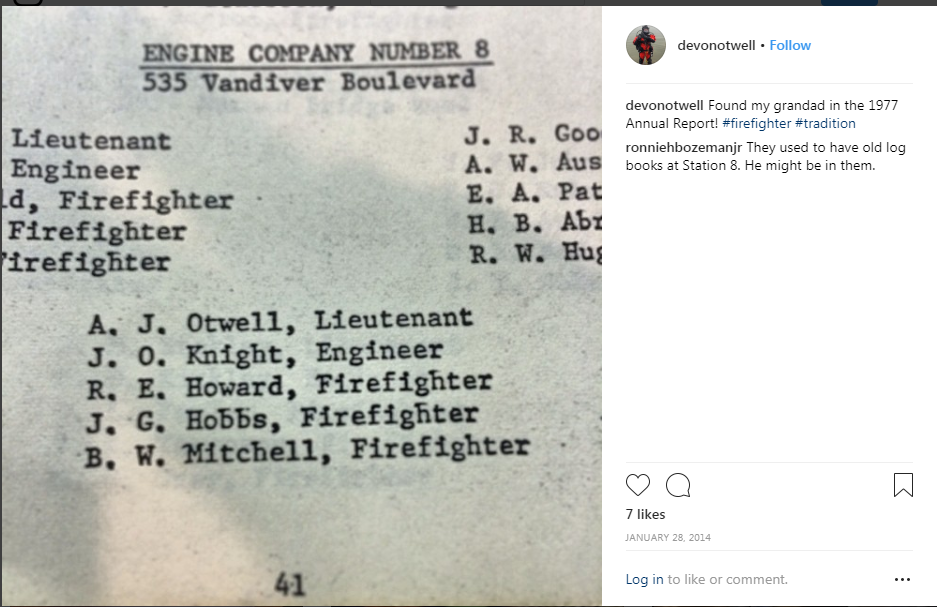 ENGINE COMPANY NUMBER 8
535 Vandiver Boulevard
Lieutenant
Engineer
ld, Firefighter
Firefighter
Firefighter
J. R. Goo
A. W. Aus
E. A. Pat
H. B. Abr
R. W. Hug
A. J. Otwell, Lieutenant
J. O. Knight, Engineer
R. E. Howard, Firefighter
J. G. Hobbs, Firefighter
B. W. Mitchell, Firefighter
41
devonotwell • Follow
devonotwell Found my grandad in the 1977
Annual Report! #firefighter #tradition
ronniehbozemanjr They used to have old log
books at Station 8. He might be in them.
7 likes
JANUARY 28, 2014
Log in to like or comment.